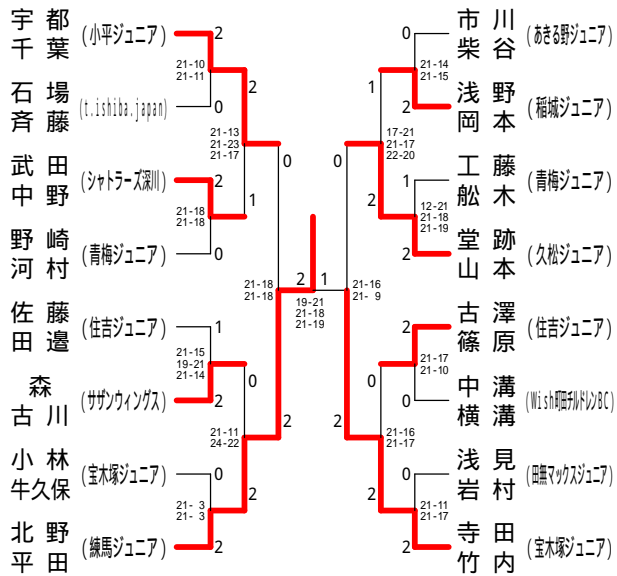 宇都
千葉
(小平ジュニア)
2
21-10
21-11
石場
斉藤
(t.ishiba.japan)
0
2
21-13
21-23
21-17
武田
中野
(シャトラーズ深川)
2
1
21-18
21-18
野崎
河村
(青梅ジュニア)
0
0
21-18
21-18
佐藤
田邉
(住吉ジュニア)
1
21-15
19-21
21-14
森
古川
(サザンウィングス)
2
0
21-11
24-22
2
小林
牛久保
(宝木塚ジュニア)
0
21- 3
21- 3
2
北野
平田
(練馬ジュニア)
2
2
1
19-21
21-18
21-19
市川
柴谷
(あきる野ジュニア)
0
21-14
21-15
浅野
岡本
(稲城ジュニア)
2
1
17-21
21-17
22-20
工藤
舩木
(青梅ジュニア)
1
2
12-21
21-18
21-19
堂跡
山本
(久松ジュニア)
2
0
21-16
21- 9
古澤
篠原
(住吉ジュニア)
2
21-17
21-10
中溝
横溝
(Wish町田チルドレンBC)
0
0
21-16
21-17
2
浅見
岩村
(田無マックスジュニア)
0
21-11
21-17
2
寺田
竹内
(宝木塚ジュニア)
2